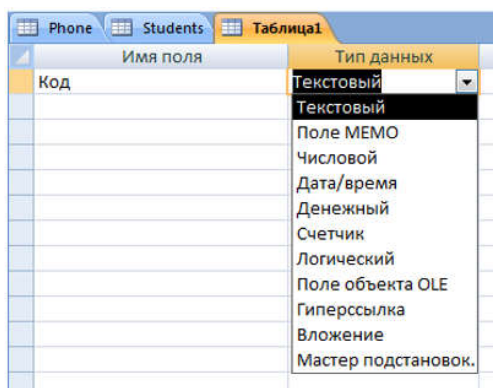 Phone Students Таблица1
Имя поля Тип данных
Код Текстовый
Текстовый
Поле МЕМО
Числовой
Дата/время
Денежный
Счетчик
Логический
Поле объекта OLE
Гиперссылка
Вложение
Мастер подстановок.